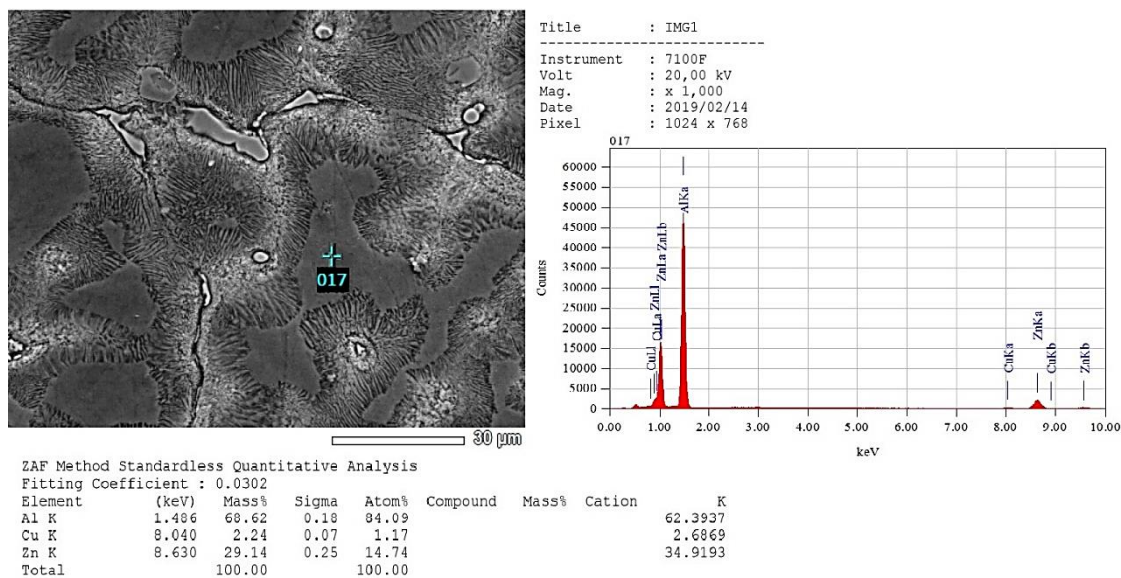 Title : IMG1
---------------------------
Instrument : 7100F
Volt : 20,00 kV
Mag. : x 1,000
Date : 2019/02/14
Pixel : 1024 x 768
017
30 µm
017
60000
55000
50000
45000
40000
35000
30000
25000
20000
15000
10000
5000
0
Counts
CuLl
CuLa
ZnLl
ZnLa
ZnLb
AlKa
CuKa
ZnKa
CuKb
ZnKb
0.00 1.00 2.00 3.00 4.00 5.00 6.00 7.00 8.00 9.00 10.00
keV
ZAF Method Standardless Quantitative Analysis
Fitting Coefficient : 0.0302
Element (keV) Mass% Sigma Atom% Compound Mass% Cation K
Al K 1.486 68.62 0.18 84.09 62.3937
Cu K 8.040 2.24 0.07 1.17 2.6869
Zn K 8.630 29.14 0.25 14.74 34.9193
Total 100.00 100.00